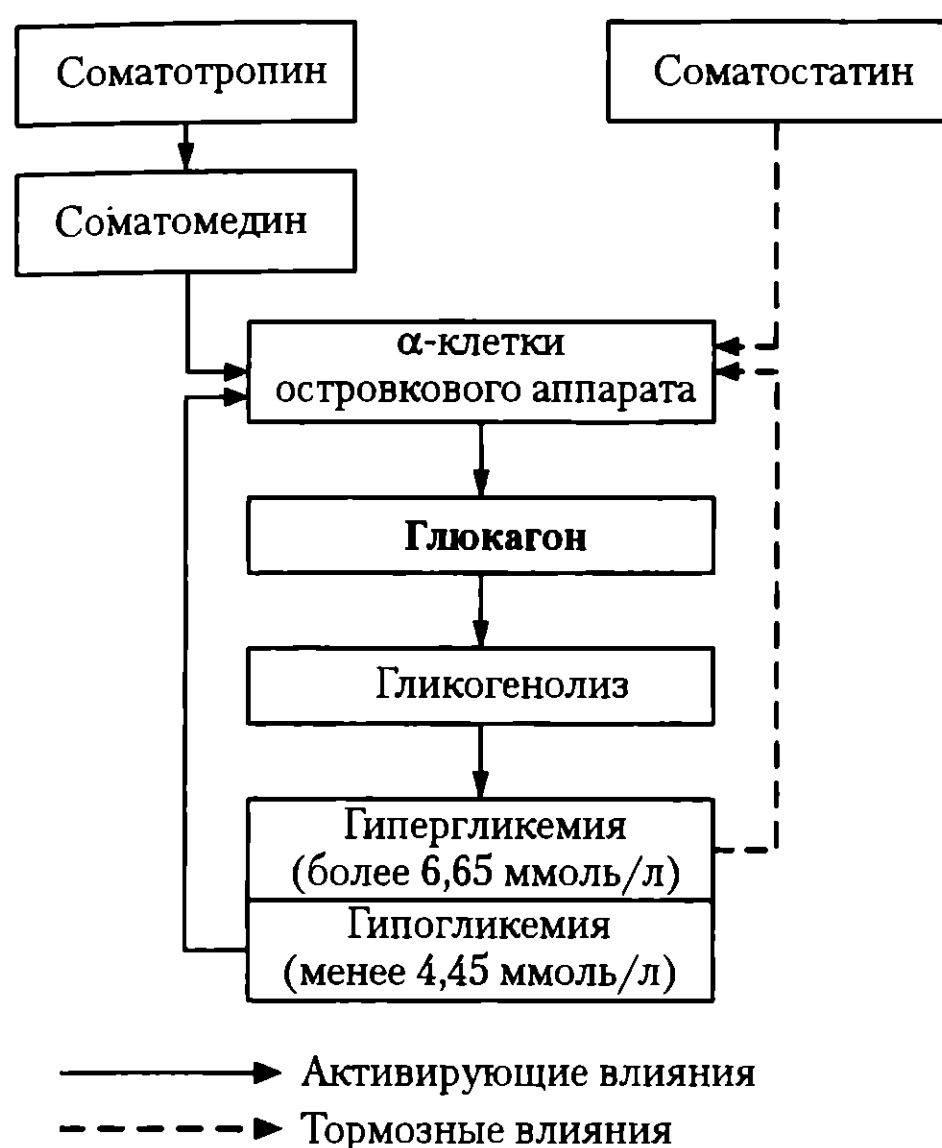 Соматотропин
Соматостатин
Соматомедин
α-клетки
островкового аппарата
Глюкагон
Гликогенолиз
Гипергликемия
(более 6,65 ммоль/л)
Гипогликемия
(менее 4,45 ммоль/л)
Активирующие влияния
Тормозные влияния